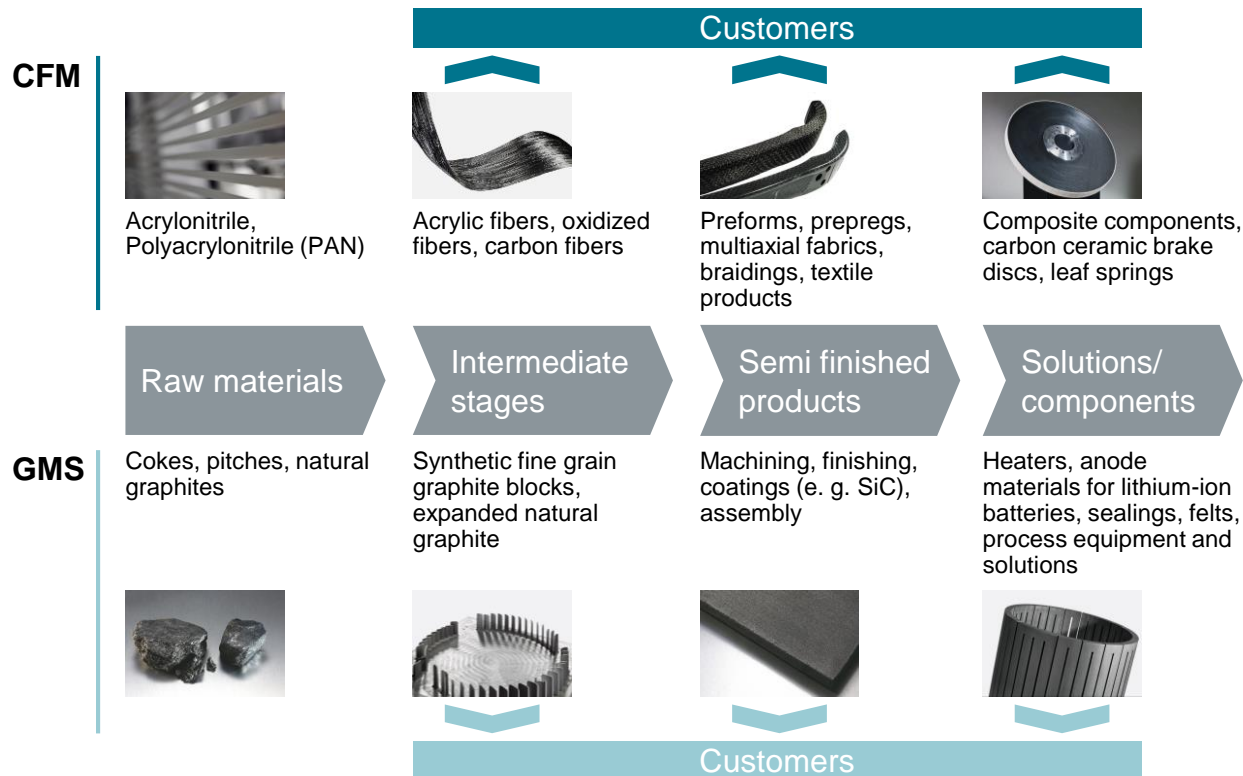 Customers
CFM
Acrylonitrile,
Polyacrylonitrile (PAN)
Acrylic fibers, oxidized
fibers, carbon fibers
Preforms, prepregs,
multiaxial fabrics,
braidings, textile
products
Composite components,
carbon ceramic brake
discs, leaf springs
Raw materials
Intermediate
stages
Semi finished
products
Solutions/
components
GMS
Cokes, pitches, natural
graphites
Synthetic fine grain
graphite blocks,
expanded natural
graphite
Machining, finishing,
coatings (e. g. SiC),
assembly
Heaters, anode
materials for lithium-ion
batteries, sealings, felts,
process equipment and
solutions
Customers